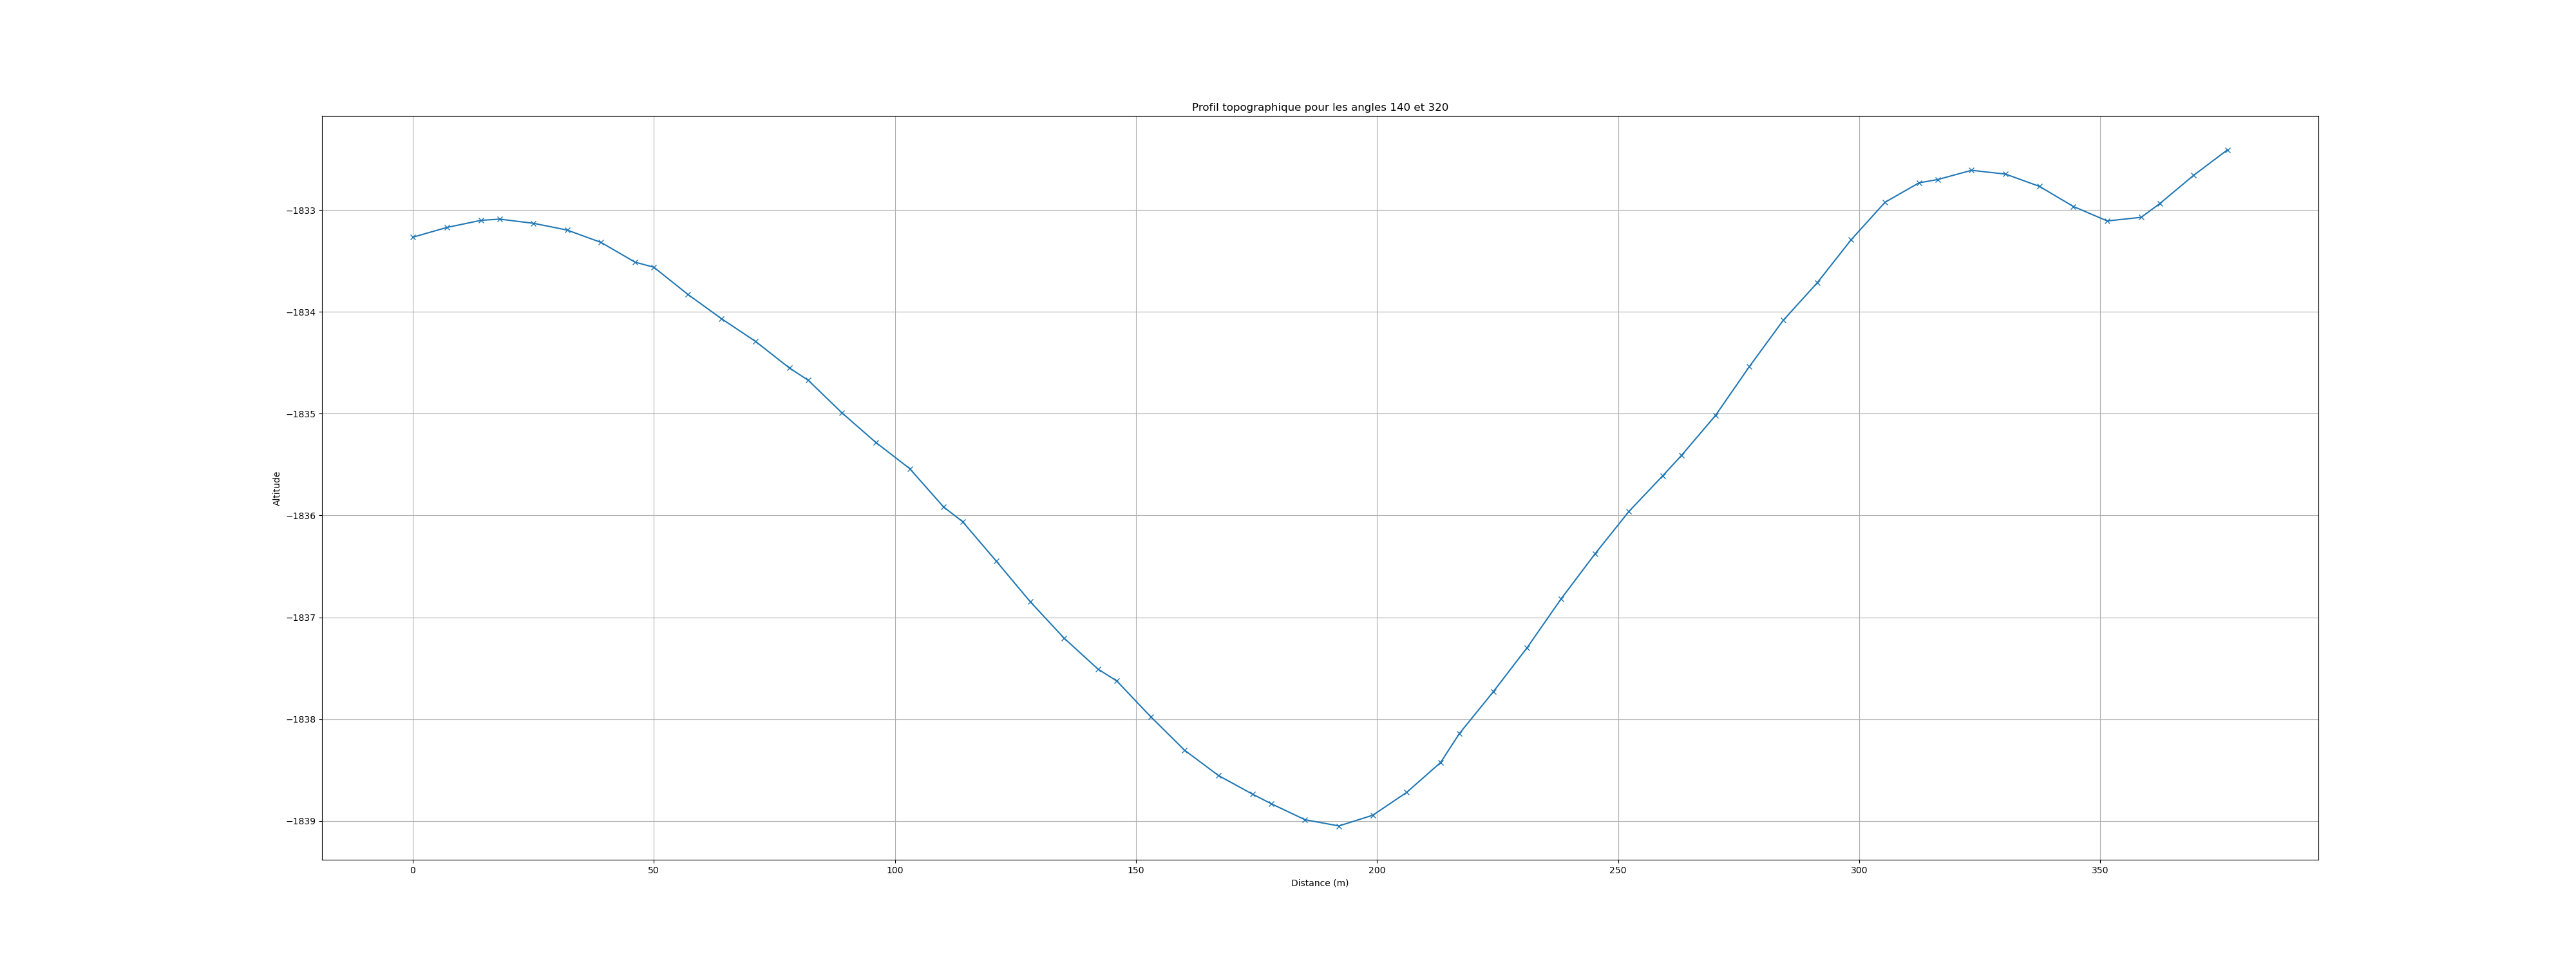 Profil topographique pour les angles 140 et 320
−1833
−1834
−1835
−1836
−1837
−1838
−1839
Altitude
0 50 100 150 200 250 300 350
Distance (m)